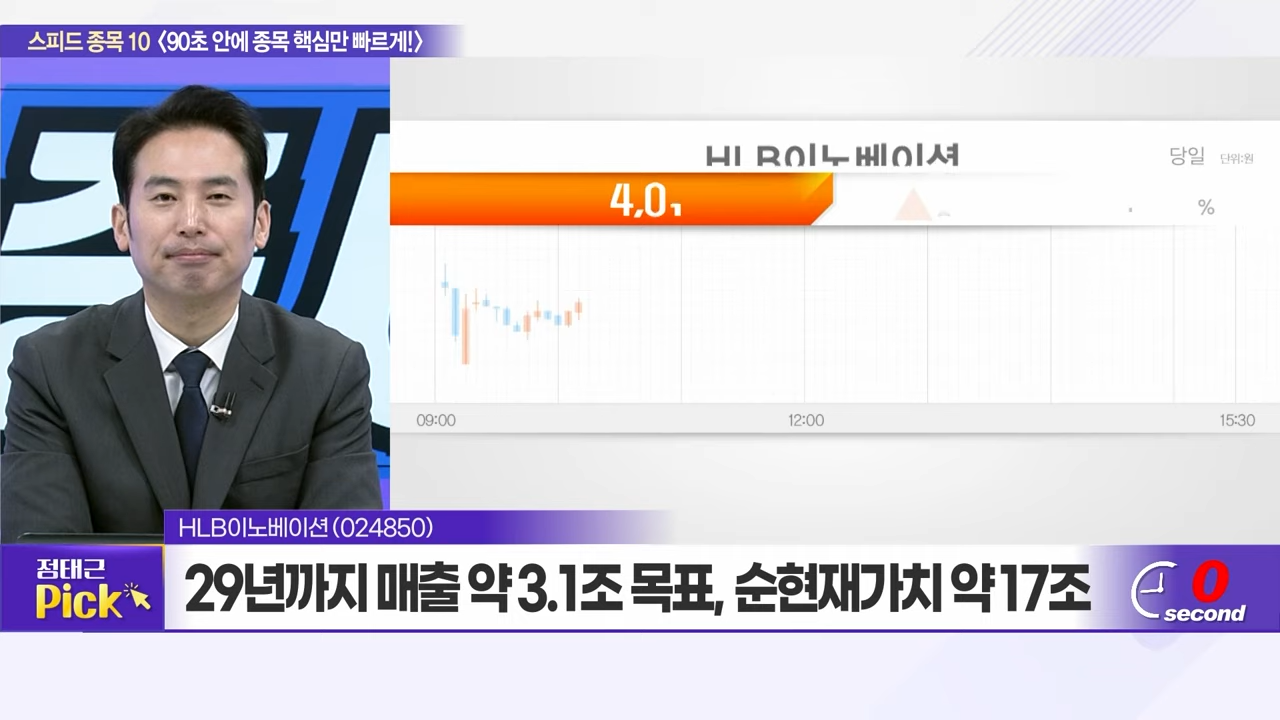 스피드 종목 10 <90초 안에 종목 핵심만 빠르게!>
HLB이노베이션
당일 단위:원
%
09:00 12:00 15:30
HLB이노베이션(024850)
정태근
Pick
29년까지 매출 약 3.1조 목표, 순현재가치 약 17조
0
second